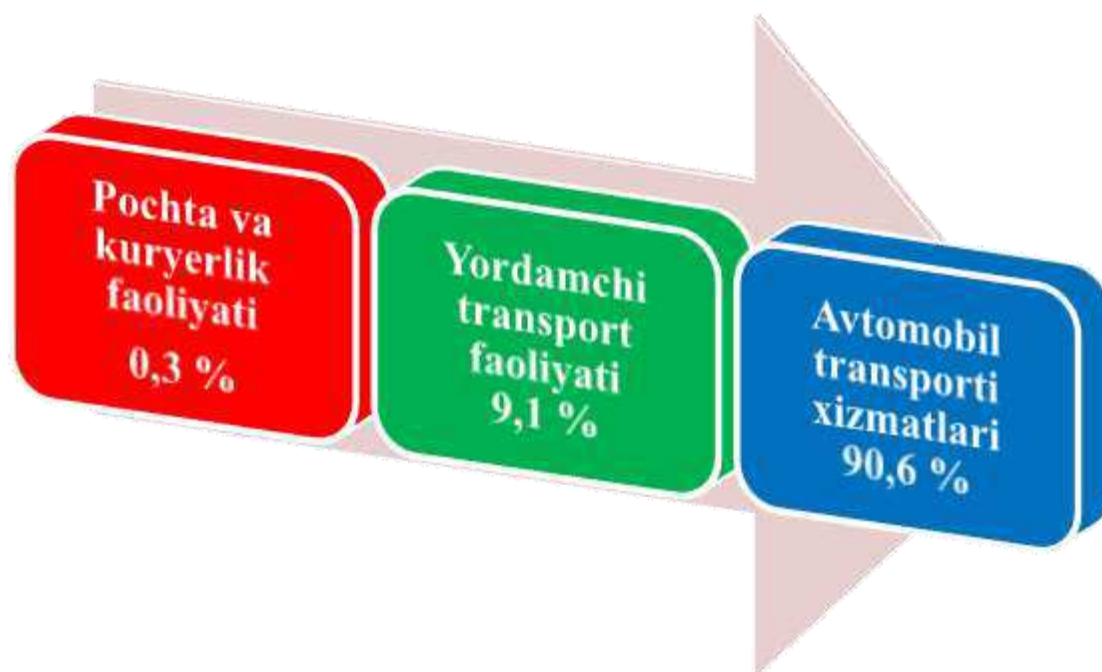 Pochta va
kuryerlik
faoliyati
0,3 %
Yordamchi
transport
faoliyati
9,1 %
Avtomobil
transporti
xizmatlari
90,6 %